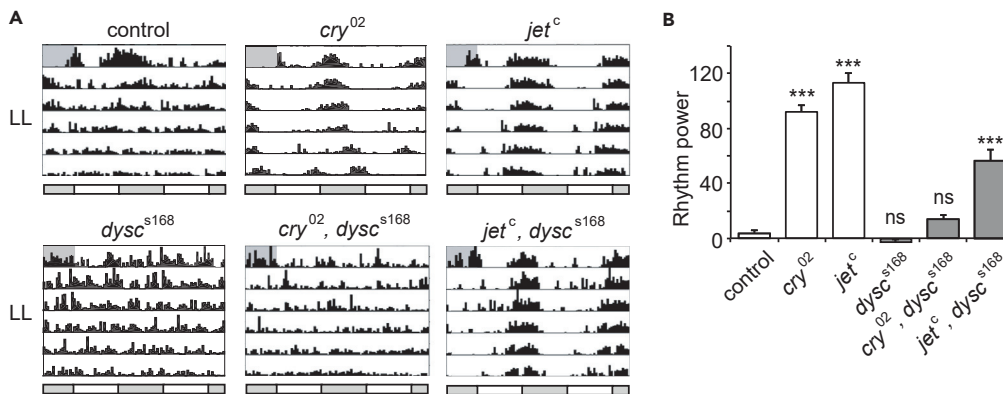 A
control
cry02
jetc
LL
dyscs168
cry02, dyscs168
jetc, dyscs168
LL
B
Rhythm power
120
80
40
0
***
***
ns
ns
***
control
cry02
jetc
dyscs168
cry02, dyscs168
jetc, dyscs168